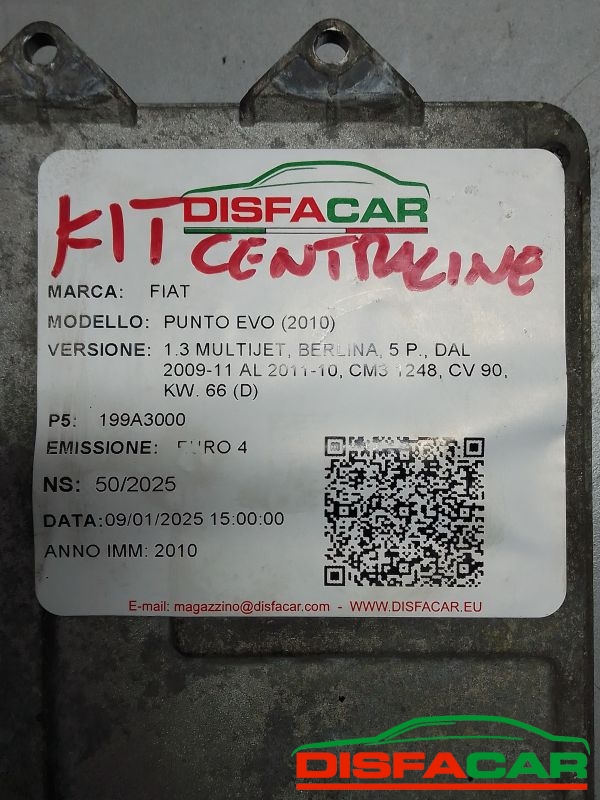 DISFACAR
KIT CENTRALINE
MARCA: FIAT
MODELLO: PUNTO EVO (2010)
VERSIONE: 1.3 MULTIJET, BERLINA, 5 P., DAL
2009-11 AL 2011-10, CM3 1248, CV 90,
KW. 66 (D)
P5: 199A3000
EMISSIONE: EURO 4
NS: 50/2025
DATA:09/01/2025 15:00:00
ANNO IMM: 2010
E-mail: magazzino@disfacar.com - WWW.DISFACAR.EU
DISFACAR